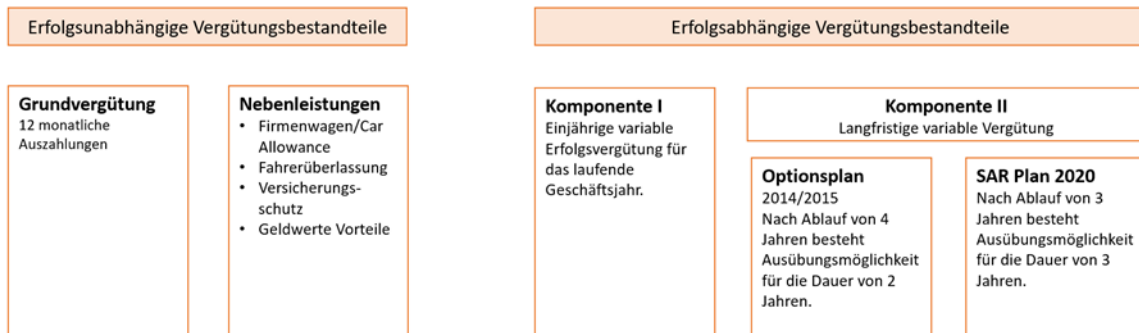 Erfolgsunabhängige Vergütungsbestandteile
Erfolgsabhängige Vergütungsbestandteile
Grundvergütung
12 monatliche
Auszahlungen
Nebenleistungen
• Firmenwagen/Car
Allowance
• Fahrerüberlassung
• Versicherungs-
schutz
• Geldwerte Vorteile
Komponente I
Einjährige variable
Erfolgsvergütung für
das laufende
Geschäftsjahr.
Komponente II
Langfristige variable Vergütung
Optionsplan
2014/2015
Nach Ablauf von 4
Jahren besteht
Ausübungsmöglichkeit
für die Dauer von 2
Jahren.
SAR Plan 2020
Nach Ablauf von 3
Jahren besteht
Ausübungsmöglichkeit
für die Dauer von 3
Jahren.